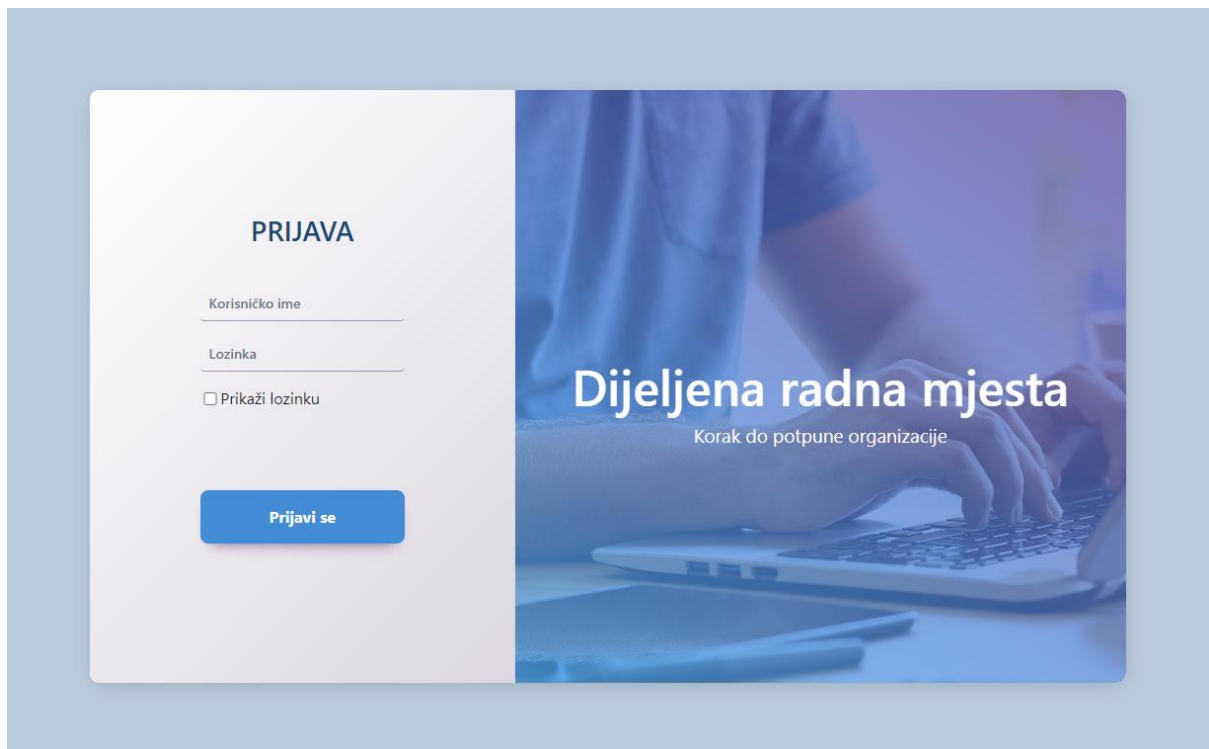 PRIJAVA
Korisničko ime
Lozinka
Prikaži lozinku
Prijavi se
Dijeljena radna mjesta
Korak do potpune organizacije